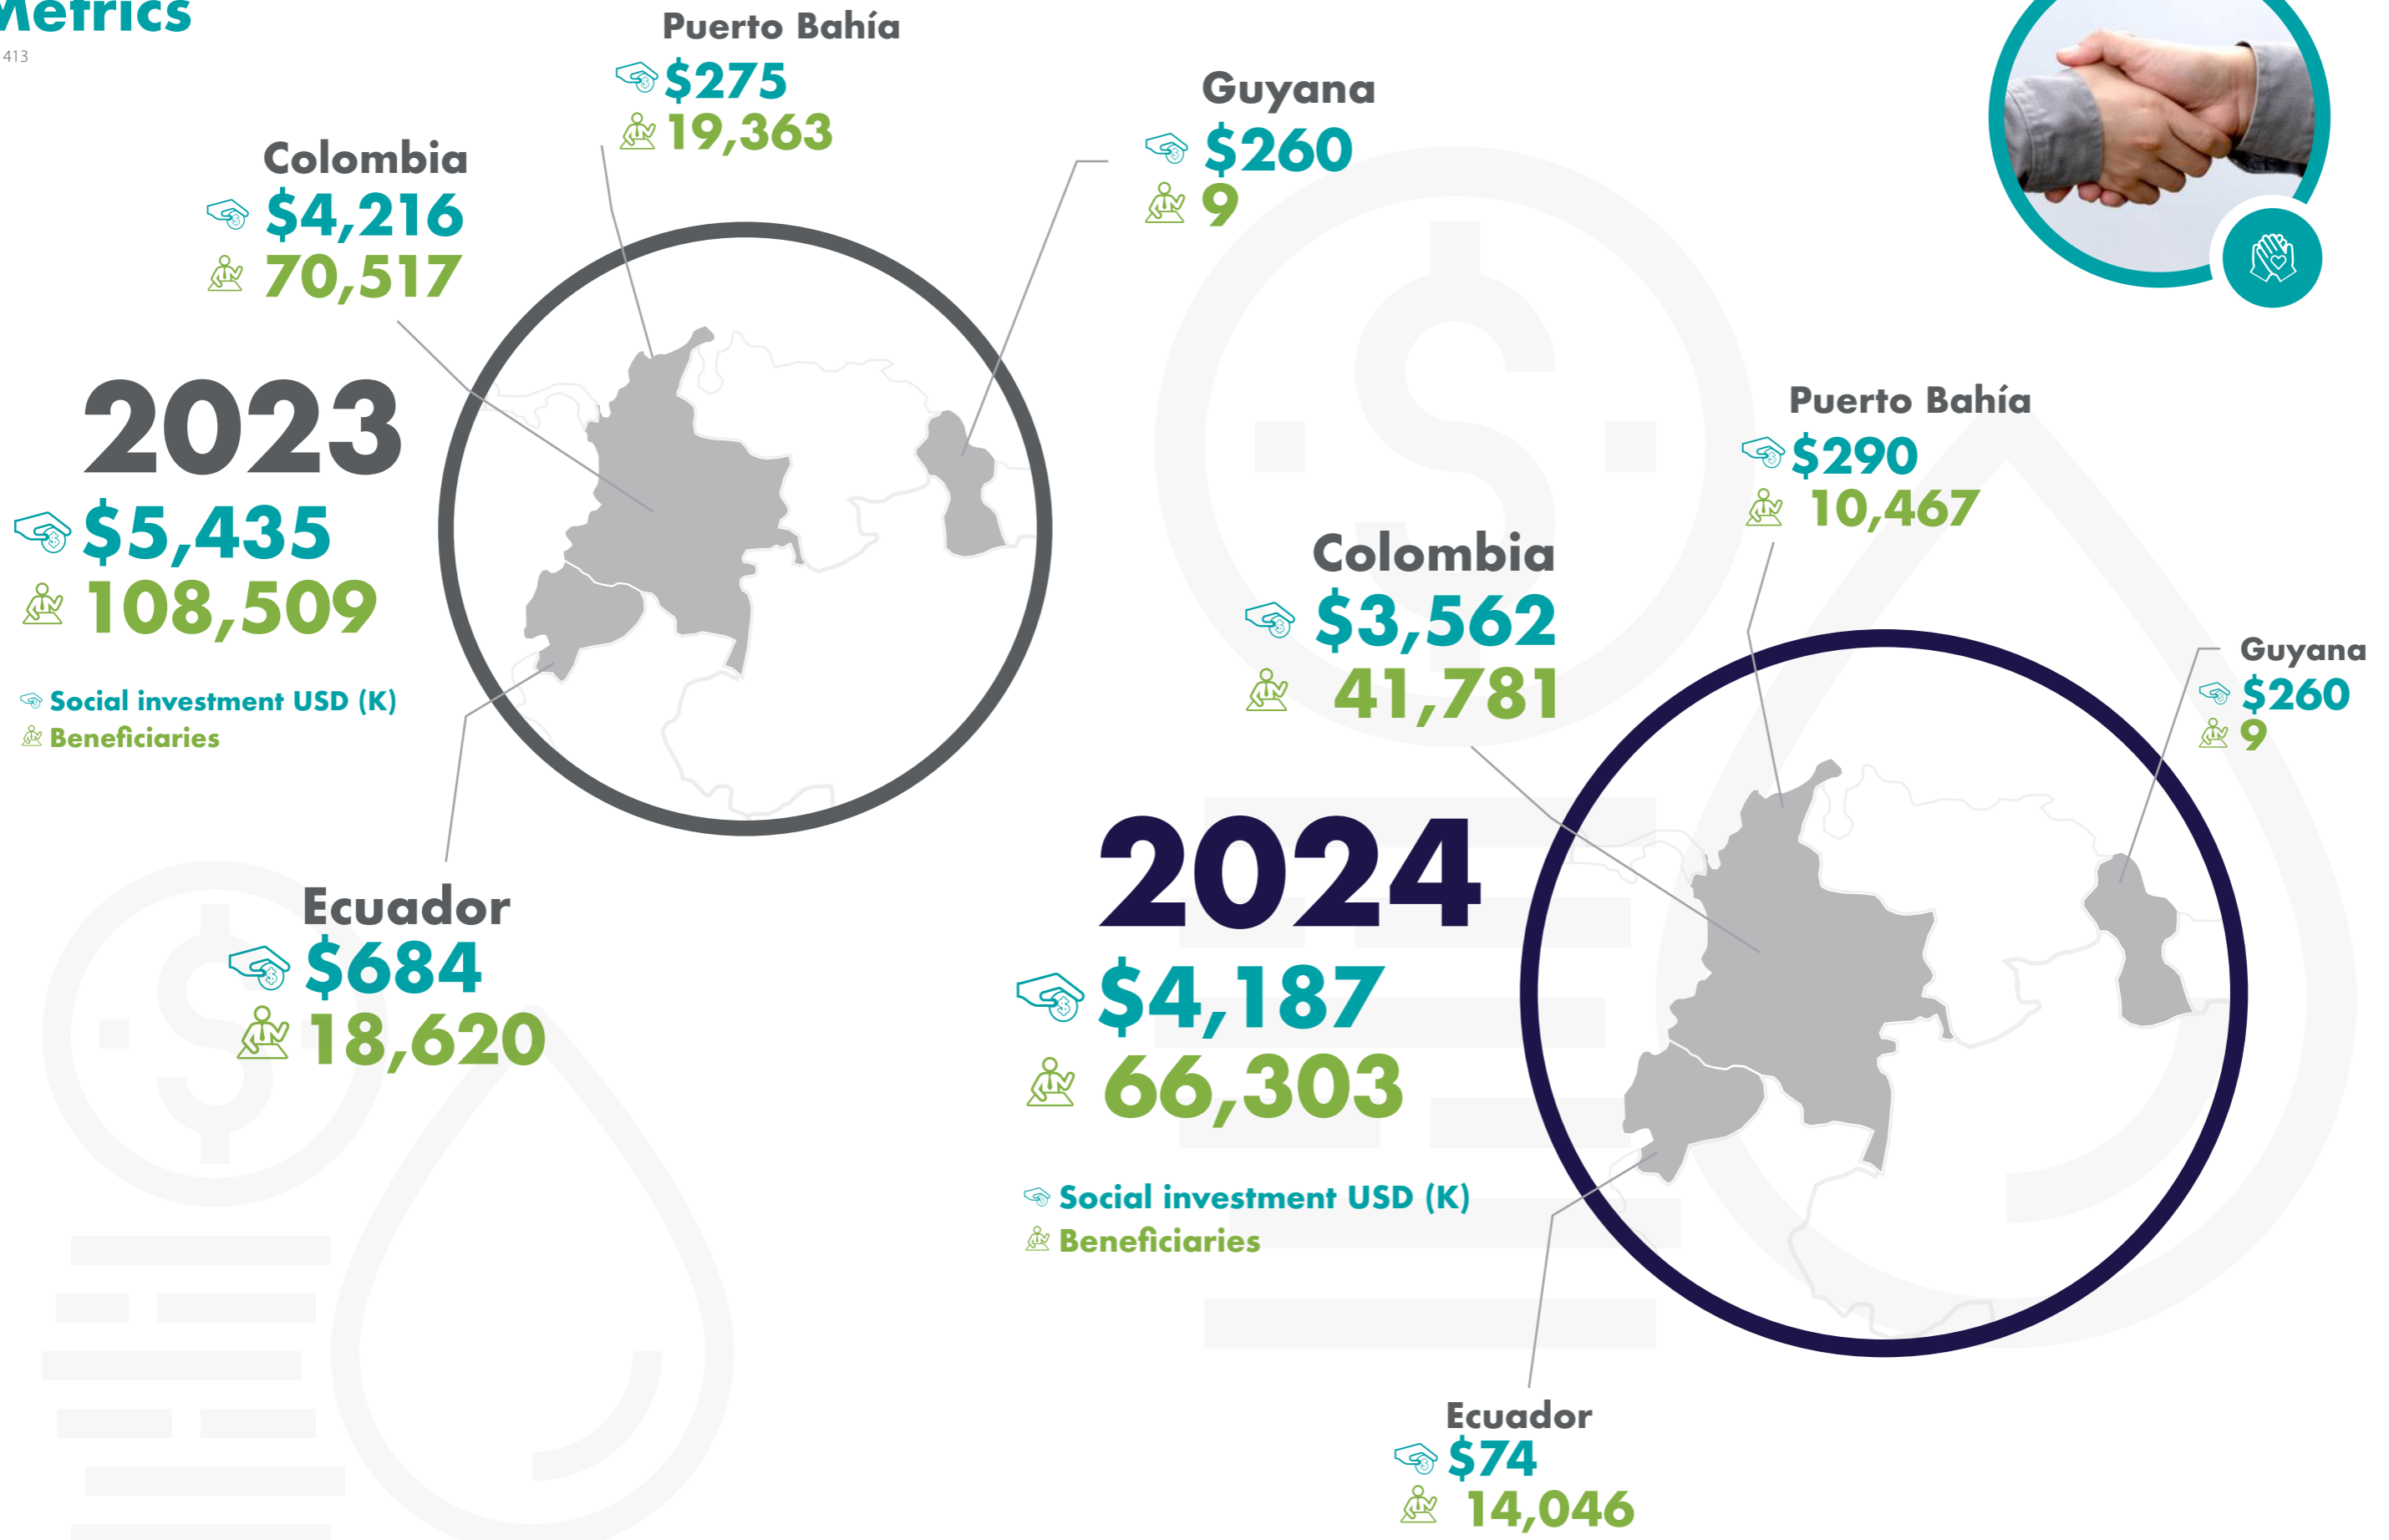 Metrics
413
Puerto Bahía
$275
19,363
Guyana
$260
9
Colombia
$4,216
70,517
2023
$5,435
108,509
Social investment USD (K)
Beneficiaries
Ecuador
$684
18,620
Puerto Bahía
$290
10,467
Colombia
$3,562
41,781
Guyana
$260
9
2024
$4,187
66,303
Social investment USD (K)
Beneficiaries
Ecuador
$74
14,046